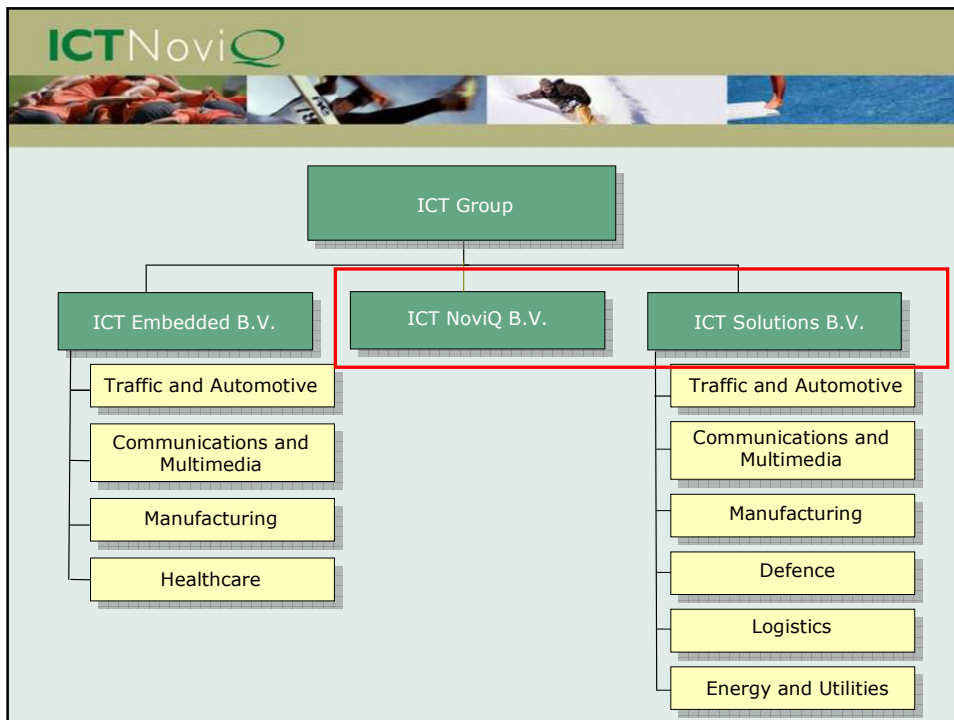 ICTNoviQ
ICT Group
ICT Embedded B.V.
ICT NoviQ B.V.
ICT Solutions B.V.
Traffic and Automotive
Communications and
Multimedia
Manufacturing
Healthcare
Traffic and Automotive
Communications and
Multimedia
Manufacturing
Defence
Logistics
Energy and Utilities